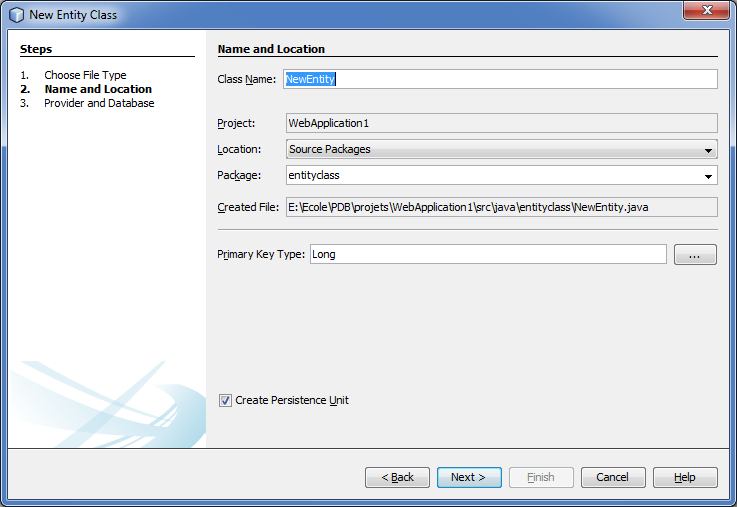 New Entity Class
Steps
1. Choose File Type
2. Name and Location
3. Provider and Database
Name and Location
Class Name: NewEntity
Project: WebApplication1
Location: Source Packages
Package: entityclass
Created File: E:\Ecole\PDB\projets\WebApplication1\src\java\entityclass\NewEntity.java
Primary Key Type: Long ...
Create Persistence Unit
< Back Next > Finish Cancel Help